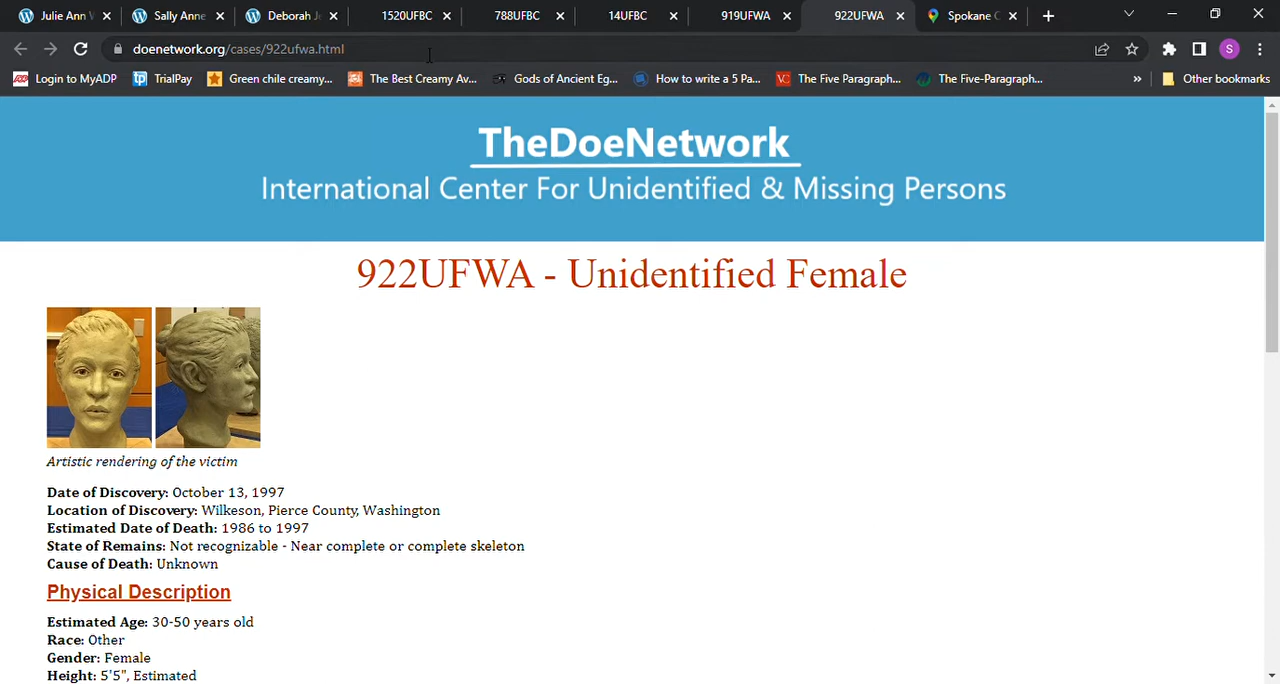 Julie Ann W
Sally Anne
Deborah Je
1520UFBC
788UFBC
14UFBC
919UFWA
922UFWA
Spokane C
doenetwork.org/cases/922ufwa.html
S
Login to MyADP
TrialPay
Green chile creamy...
The Best Creamy Av...
Gods of Ancient Eg...
How to write a 5 Pa...
The Five Paragraph...
The Five-Paragraph...
»
Other bookmarks
TheDoeNetwork
International Center For Unidentified & Missing Persons
922UFWA - Unidentified Female
Artistic rendering of the victim
Date of Discovery: October 13, 1997
Location of Discovery: Wilkeson, Pierce County, Washington
Estimated Date of Death: 1986 to 1997
State of Remains: Not recognizable - Near complete or complete skeleton
Cause of Death: Unknown
Physical Description
Estimated Age: 30-50 years old
Race: Other
Gender: Female
Height: 5'5", Estimated